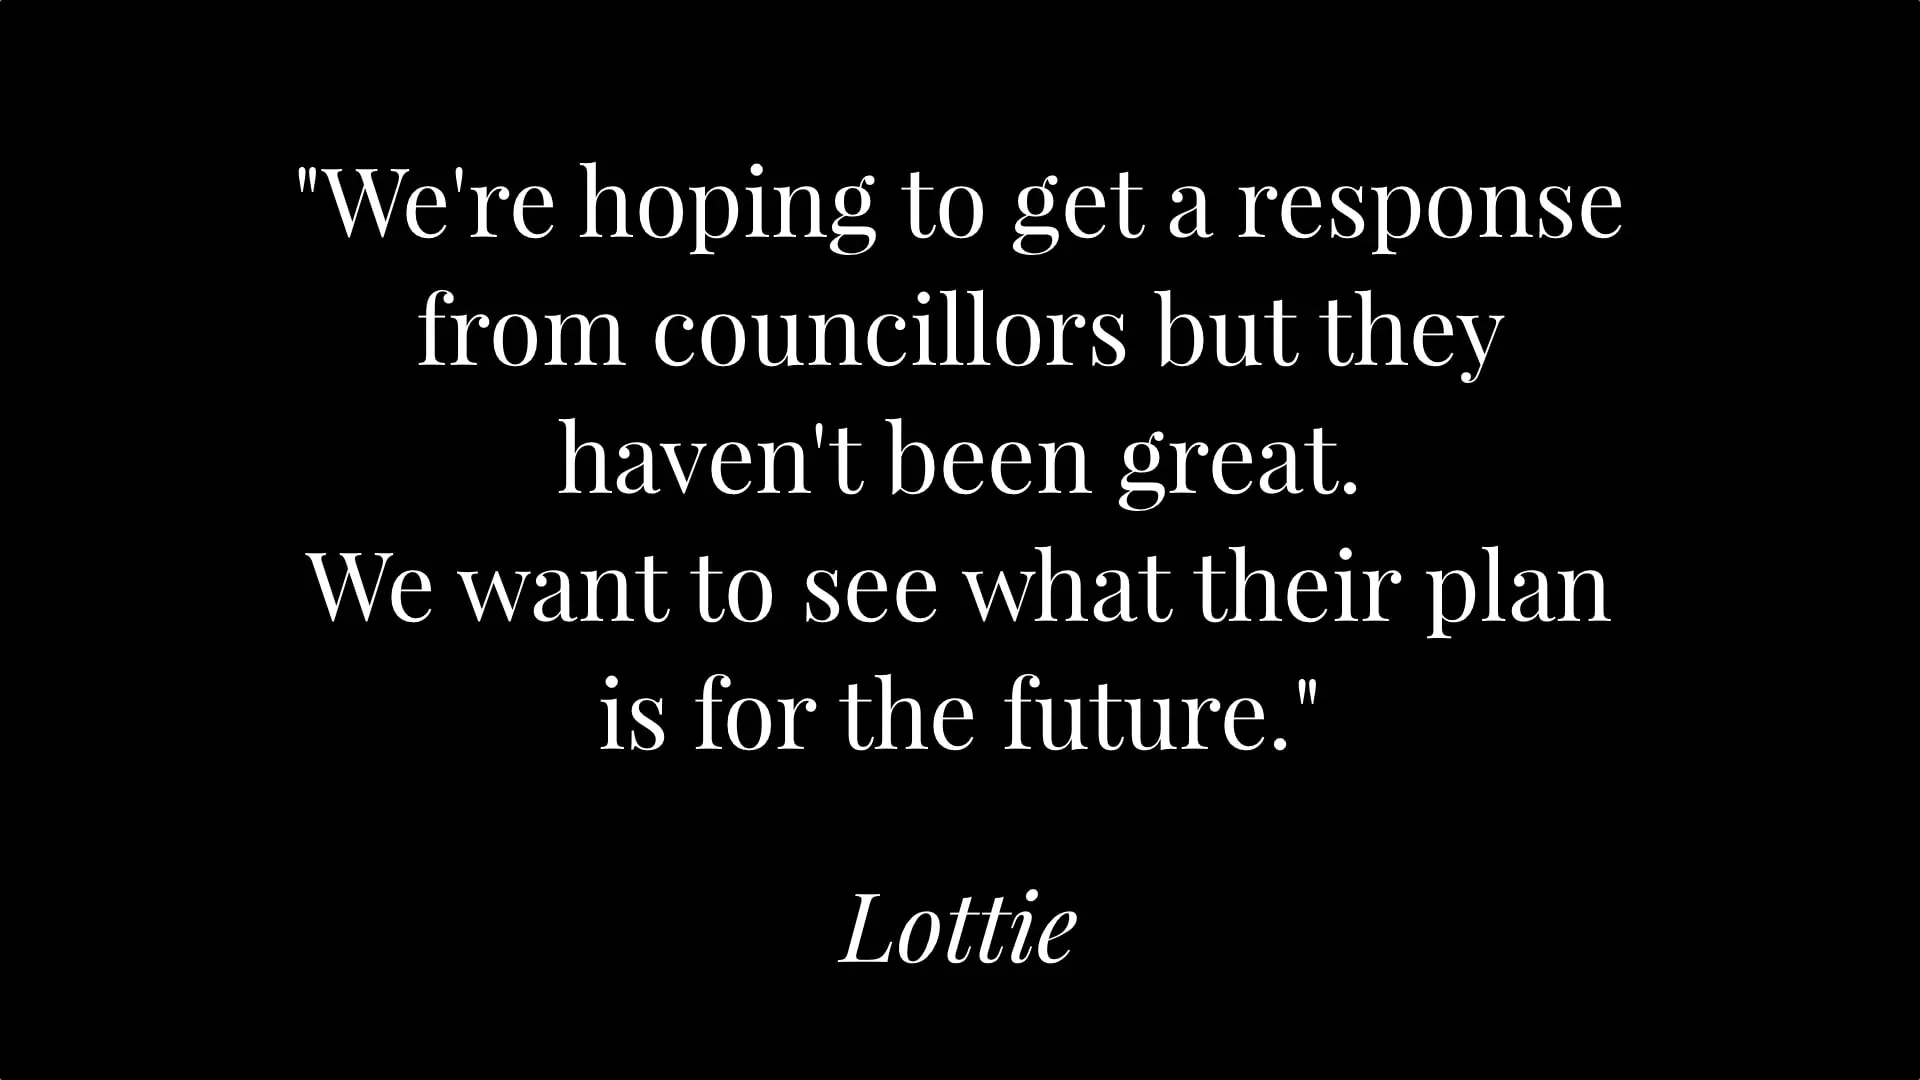 "We're hoping to get a response
from councillors but they
haven't been great.
We want to see what their plan
is for the future."
Lottie